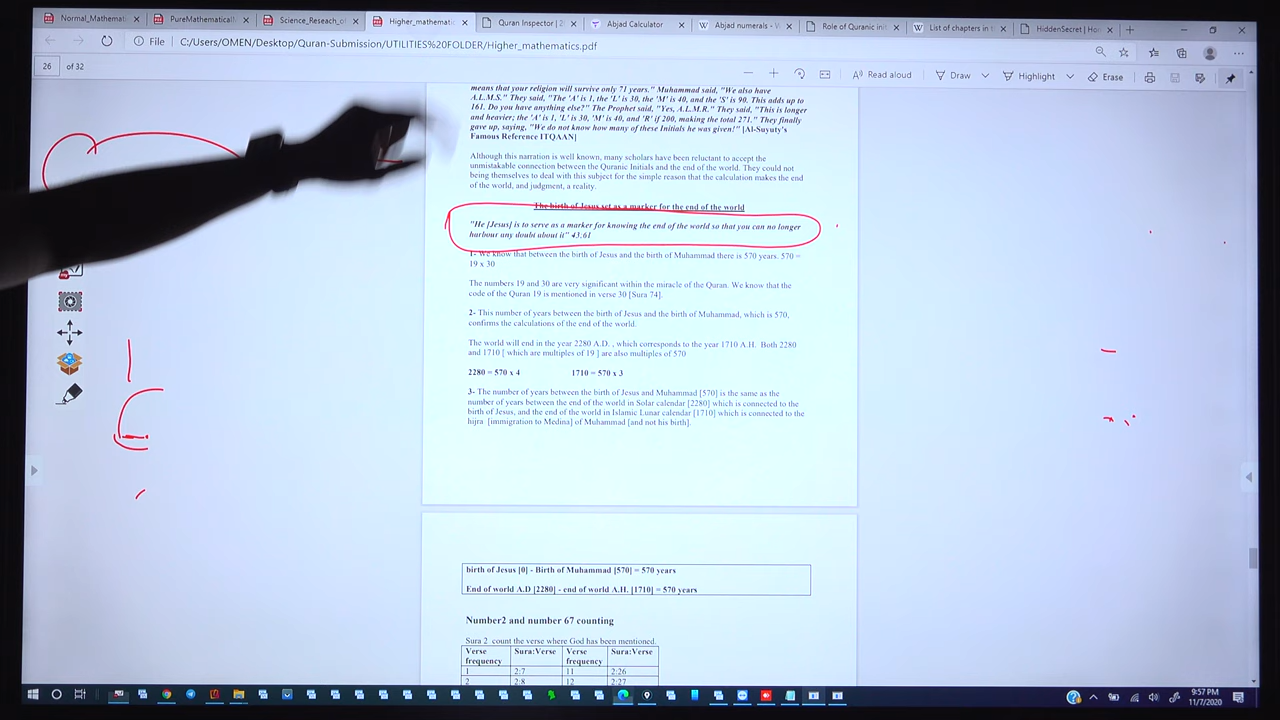 Normal_Mathemati
PureMathematicalM
Science_Reseach_of
Higher_mathematic
Quran Inspector | 2
Abjad Calculator
Abjad numerals - Wi
Role of Quranic init
List of chapters in t
HiddenSecret | Ho
File
C:/Users/OMEN/Desktop/Quran-Submission/UTILITIES%20FOLDER/Higher_mathematics.pdf
26 of 32
Read aloud
Draw
Highlight
Erase
means that your religion will survive only 71 years." Muhammad said, "We also have
A.L.M.S." They said, "The 'A' is 1, the 'L' is 30, the 'M' is 40, and the 'S' is 90. This adds up to
161. Do you have anything else?" The Prophet said, "Yes, A.L.M.R." They said, "This is longer
and heavier; the 'A' is 1, 'L' is 30, 'M' is 40, and 'R' if 200, making the total 271." They finally
gave up, saying, "We do not know how many of these Initials he was given!" [Al-Suyuty's
Famous Reference ITQAAN]
Although this narration is well known, many scholars have been reluctant to accept the
unmistakable connection between the Quranic Initials and the end of the world. They could not
being themselves to deal with this subject for the simple reason that the calculation makes the end
of the world, and judgment, a reality.
The birth of Jesus set as a marker for the end of the world
"He [Jesus] is to serve as a marker for knowing the end of the world so that you can no longer
harbour any doubt about it" 43:61
1- We know that between the birth of Jesus and the birth of Muhammad there is 570 years. 570 =
19 x 30
The numbers 19 and 30 are very significant within the miracle of the Quran. We know that the
code of the Quran 19 is mentioned in verse 30 [Sura 74].
2- This number of years between the birth of Jesus and the birth of Muhammad, which is 570,
confirms the calculations of the end of the world.
The world will end in the year 2280 A.D. , which corresponds to the year 1710 A.H. Both 2280
and 1710 [ which are multiples of 19 ] are also multiples of 570
2280 = 570 x 4 1710 = 570 x 3
3- The number of years between the birth of Jesus and Muhammad [570] is the same as the
number of years between the end of the world in Solar calendar [2280] which is connected to the
birth of Jesus, and the end of the world in Islamic Lunar calendar [1710] which is connected to the
hijra [immigration to Medina] of Muhammad [and not his birth].
birth of Jesus [0] - Birth of Muhammad [570] = 570 years
End of world A.D [2280] - end of world A.H. [1710] = 570 years
Number2 and number 67 counting
Sura 2 count the verse where God has been mentioned.
Verse frequency Sura:Verse Verse frequency Sura:Verse
1 2:7 11 2:26
2 2:8 12 2:27
9:57 PM
11/7/2020